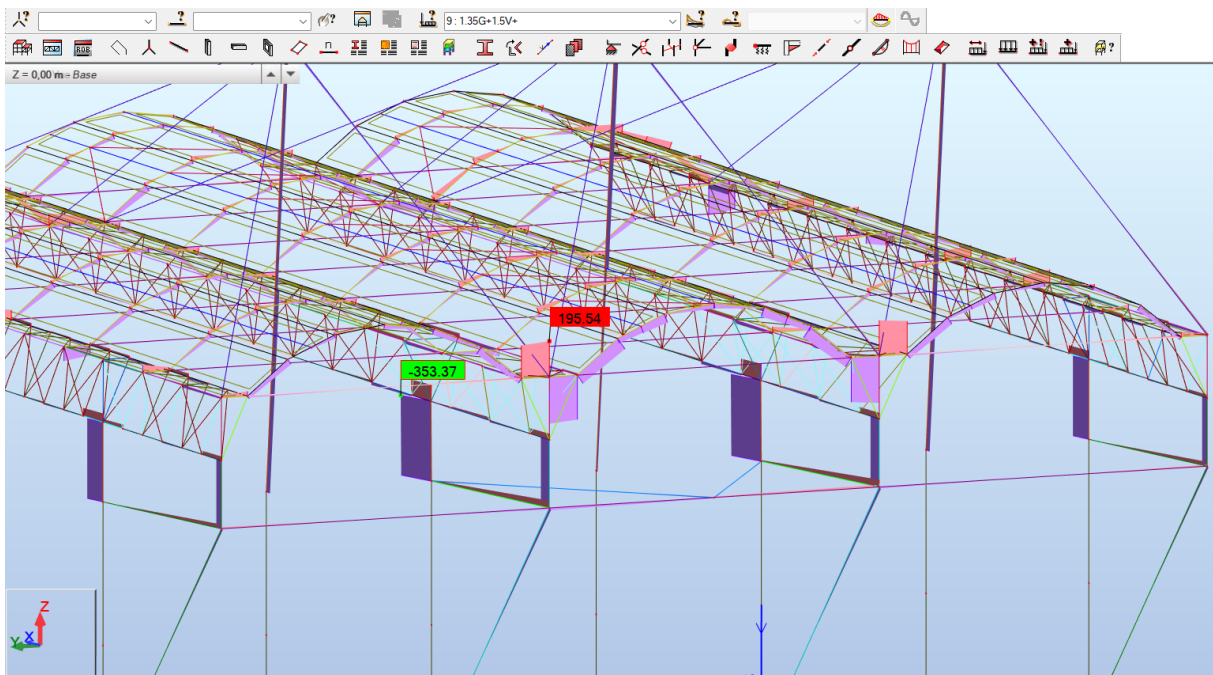 9 : 1.35G+1.5V+
Z = 0,00 m - Base
195.54
-353.37
Z
Y
X